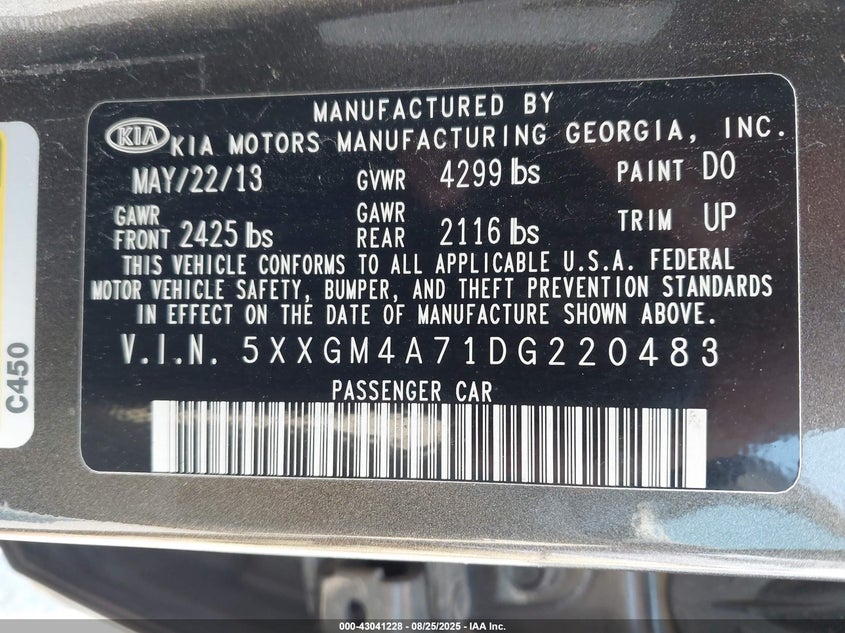 MANUFACTURED BY
KIA KIA MOTORS MANUFACTURING GEORGIA, INC.
MAY/22/13 GVWR 4299 lbs PAINT D0
GAWR FRONT 2425 lbs GAWR REAR 2116 lbs TRIM UP
THIS VEHICLE CONFORMS TO ALL APPLICABLE U.S.A. FEDERAL
MOTOR VEHICLE SAFETY, BUMPER, AND THEFT PREVENTION STANDARDS
IN EFFECT ON THE DATE OF MANUFACTURE SHOWN ABOVE.
V.I.N. 5XXGM4A71DG220483
PASSENGER CAR
C450
000-43041228 - 08/25/2025 - IAA Inc.